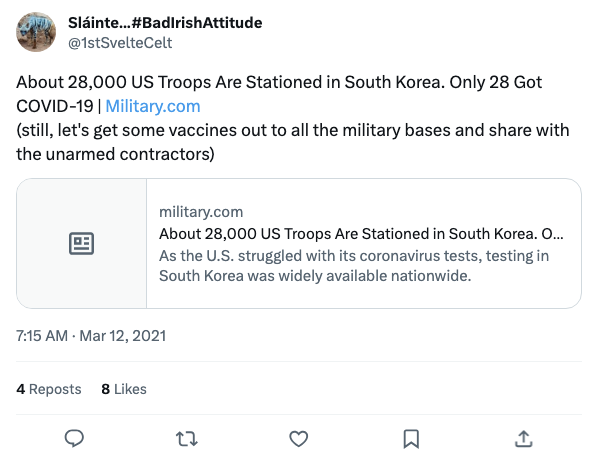 Sláinte...#BadIrishAttitude
@1stSvelteCelt
About 28,000 US Troops Are Stationed in South Korea. Only 28 Got
COVID-19 | Military.com
(still, let's get some vaccines out to all the military bases and share with
the unarmed contractors)
military.com
About 28,000 US Troops Are Stationed in South Korea. O...
As the U.S. struggled with its coronavirus tests, testing in
South Korea was widely available nationwide.
7:15 AM · Mar 12, 2021
4 Reposts 8 Likes